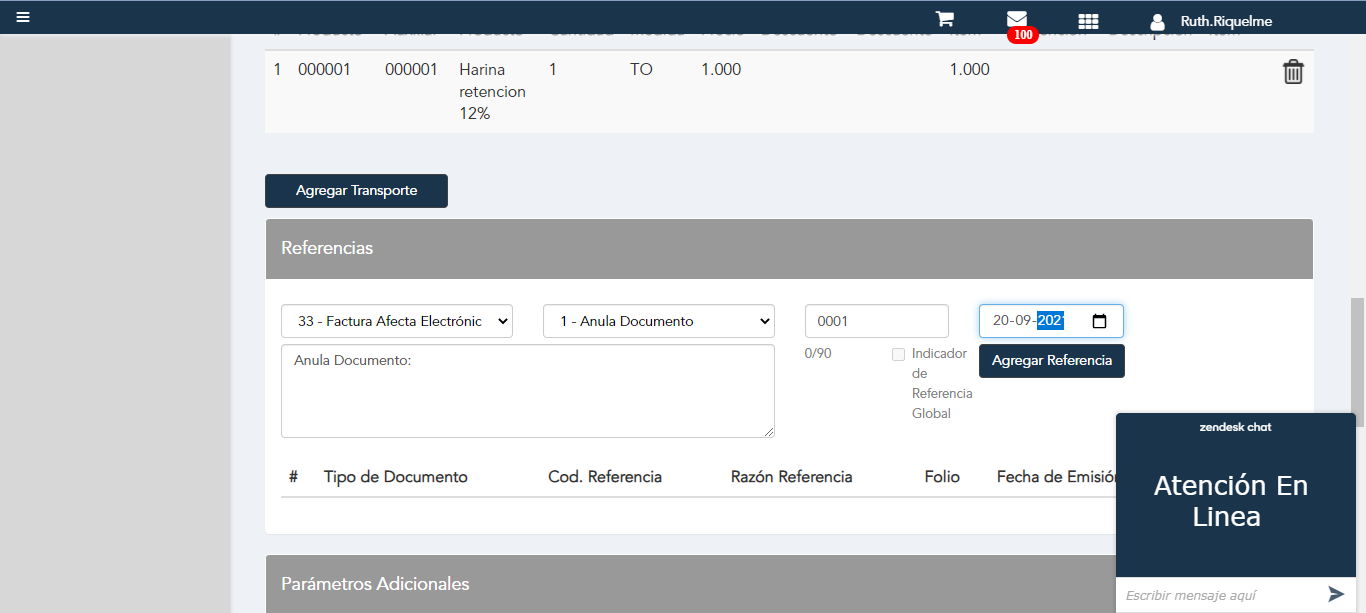 Ruth.Riquelme
100
1 000001 000001 Harina 1 TO 1.000 1.000
retencion
12%
Agregar Transporte
Referencias
33 - Factura Afecta Electrónic 1 - Anula Documento 0001 20-09-2021
Anula Documento: 0/90 Indicador Agregar Referencia
de
Referencia
Global
# Tipo de Documento Cod. Referencia Razón Referencia Folio Fecha de Emisión
Parámetros Adicionales
zendesk chat
Atención En
Linea
Escribir mensaje aquí